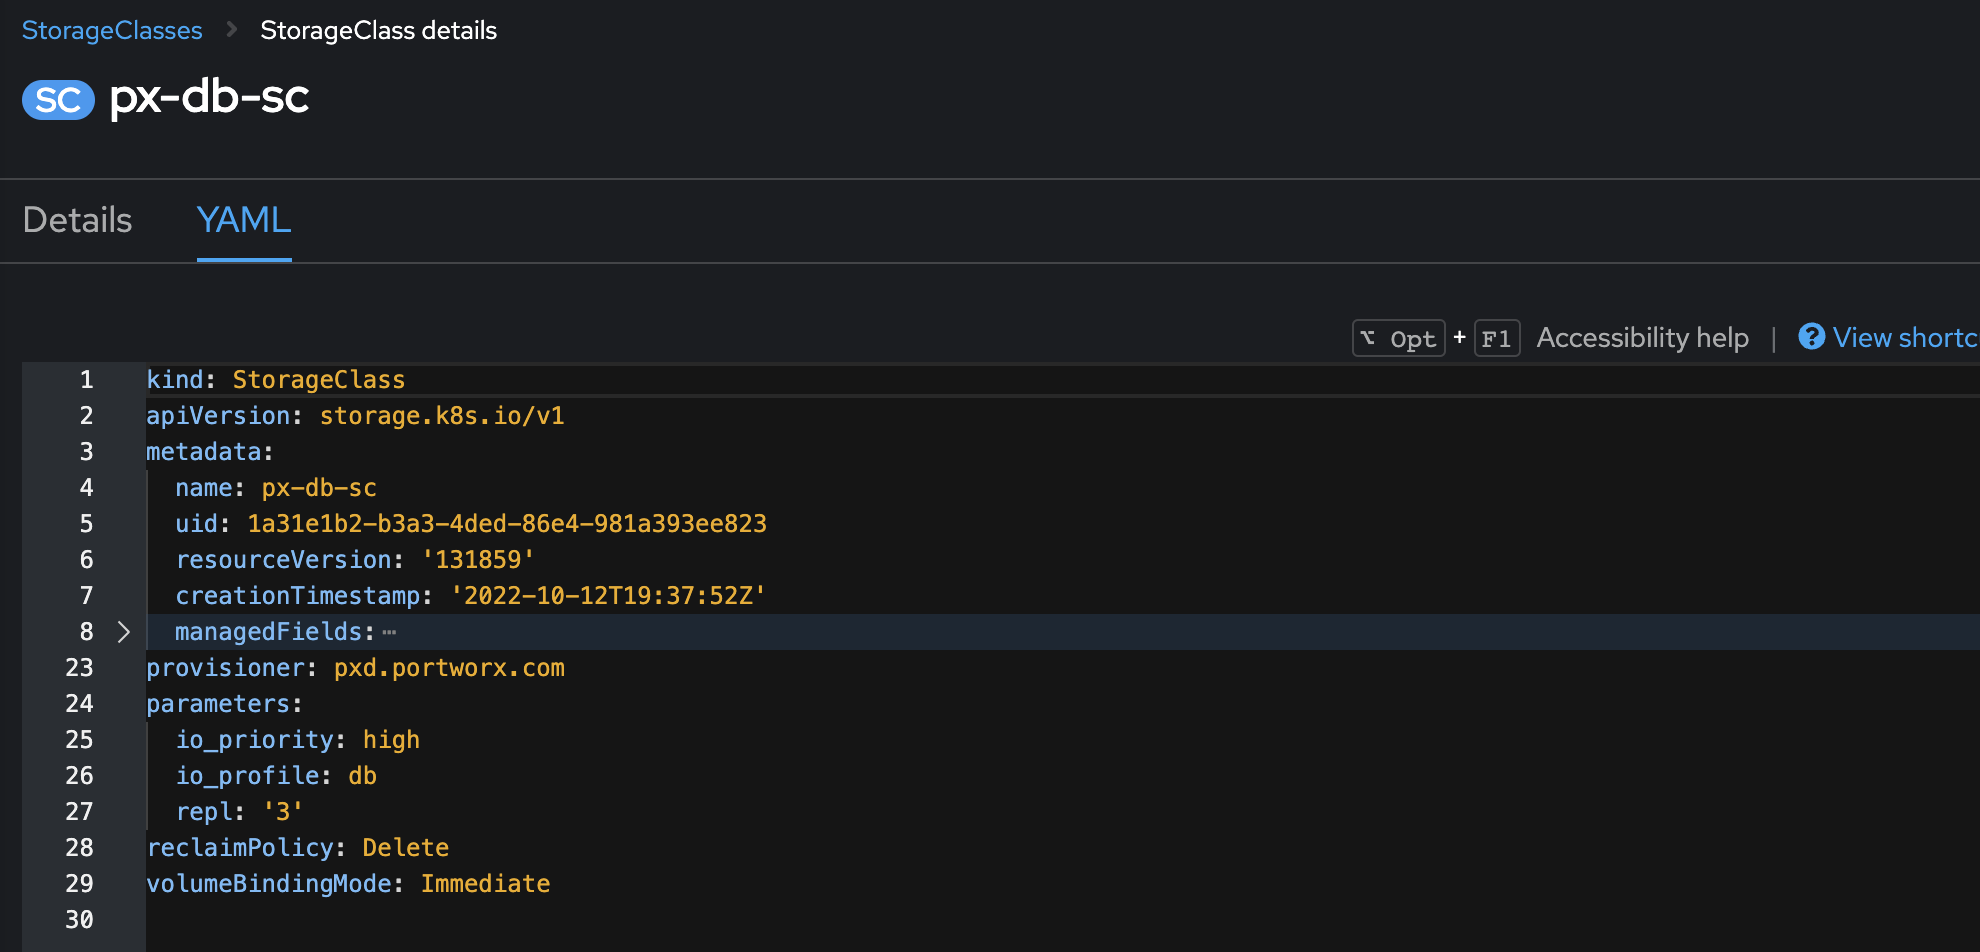 StorageClasses > StorageClass details
SC px-db-sc
Details YAML
⌥ Opt + F1 Accessibility help | ? View shortc
1 kind: StorageClass
2 apiVersion: storage.k8s.io/v1
3 metadata:
4   name: px-db-sc
5   uid: 1a31e1b2-b3a3-4ded-86e4-981a393ee823
6   resourceVersion: '131859'
7   creationTimestamp: '2022-10-12T19:37:52Z'
8 >   managedFields: ⋯
23 provisioner: pxd.portworx.com
24 parameters:
25   io_priority: high
26   io_profile: db
27   repl: '3'
28 reclaimPolicy: Delete
29 volumeBindingMode: Immediate
30